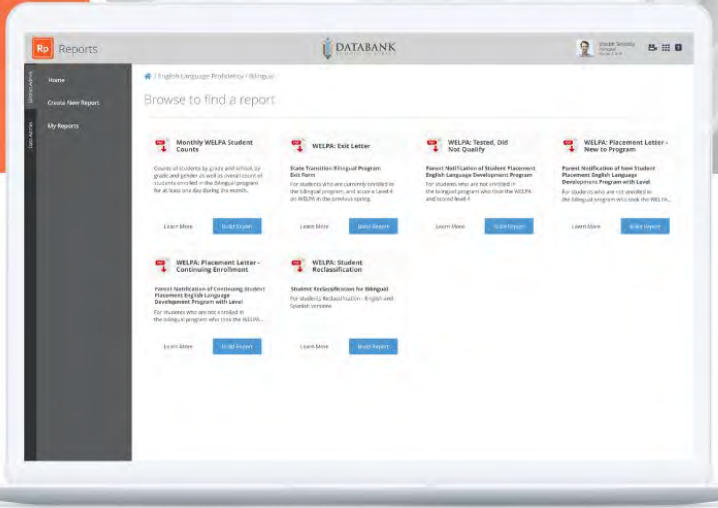 Rp Reports
DATABANK
Home
Create New Report
My Reports
/ English Language Proficiency / Bilingual
Browse to find a report
Monthly WELPA Student
Counts
Counts of students by grade and school, by
grade and gender as well as overall count of
students enrolled in the Bilingual program
for at least one day during the month.
Learn More
Build Report
WELPA: Exit Letter
State Transition Bilingual Program
Exit Form
For students who are currently enrolled in
the bilingual program, and score a Level 4
on WELPA in the previous spring.
Learn More
Build Report
WELPA: Tested, Did
Not Qualify
Parent Notification of Student Placement
English Language Development Program
For students who are not enrolled in
the bilingual program who took the WELPA
and scored level 4
Learn More
Build Report
WELPA: Placement Letter -
New to Program
Parent Notification of New Student
Placement English Language
Development Program with Level
For students who are not enrolled in
the bilingual program who took the WELPA...
Learn More
Build Report
WELPA: Placement Letter -
Continuing Enrollment
Parent Notification of Continuing Student
Placement English Language
Development Program with Level
For students who are not enrolled in
the bilingual program who took the WELPA...
Learn More
Build Report
WELPA: Student
Reclassification
Student Reclassification for Bilingual
For students Reclassification - English and
Spanish versions
Learn More
Build Report